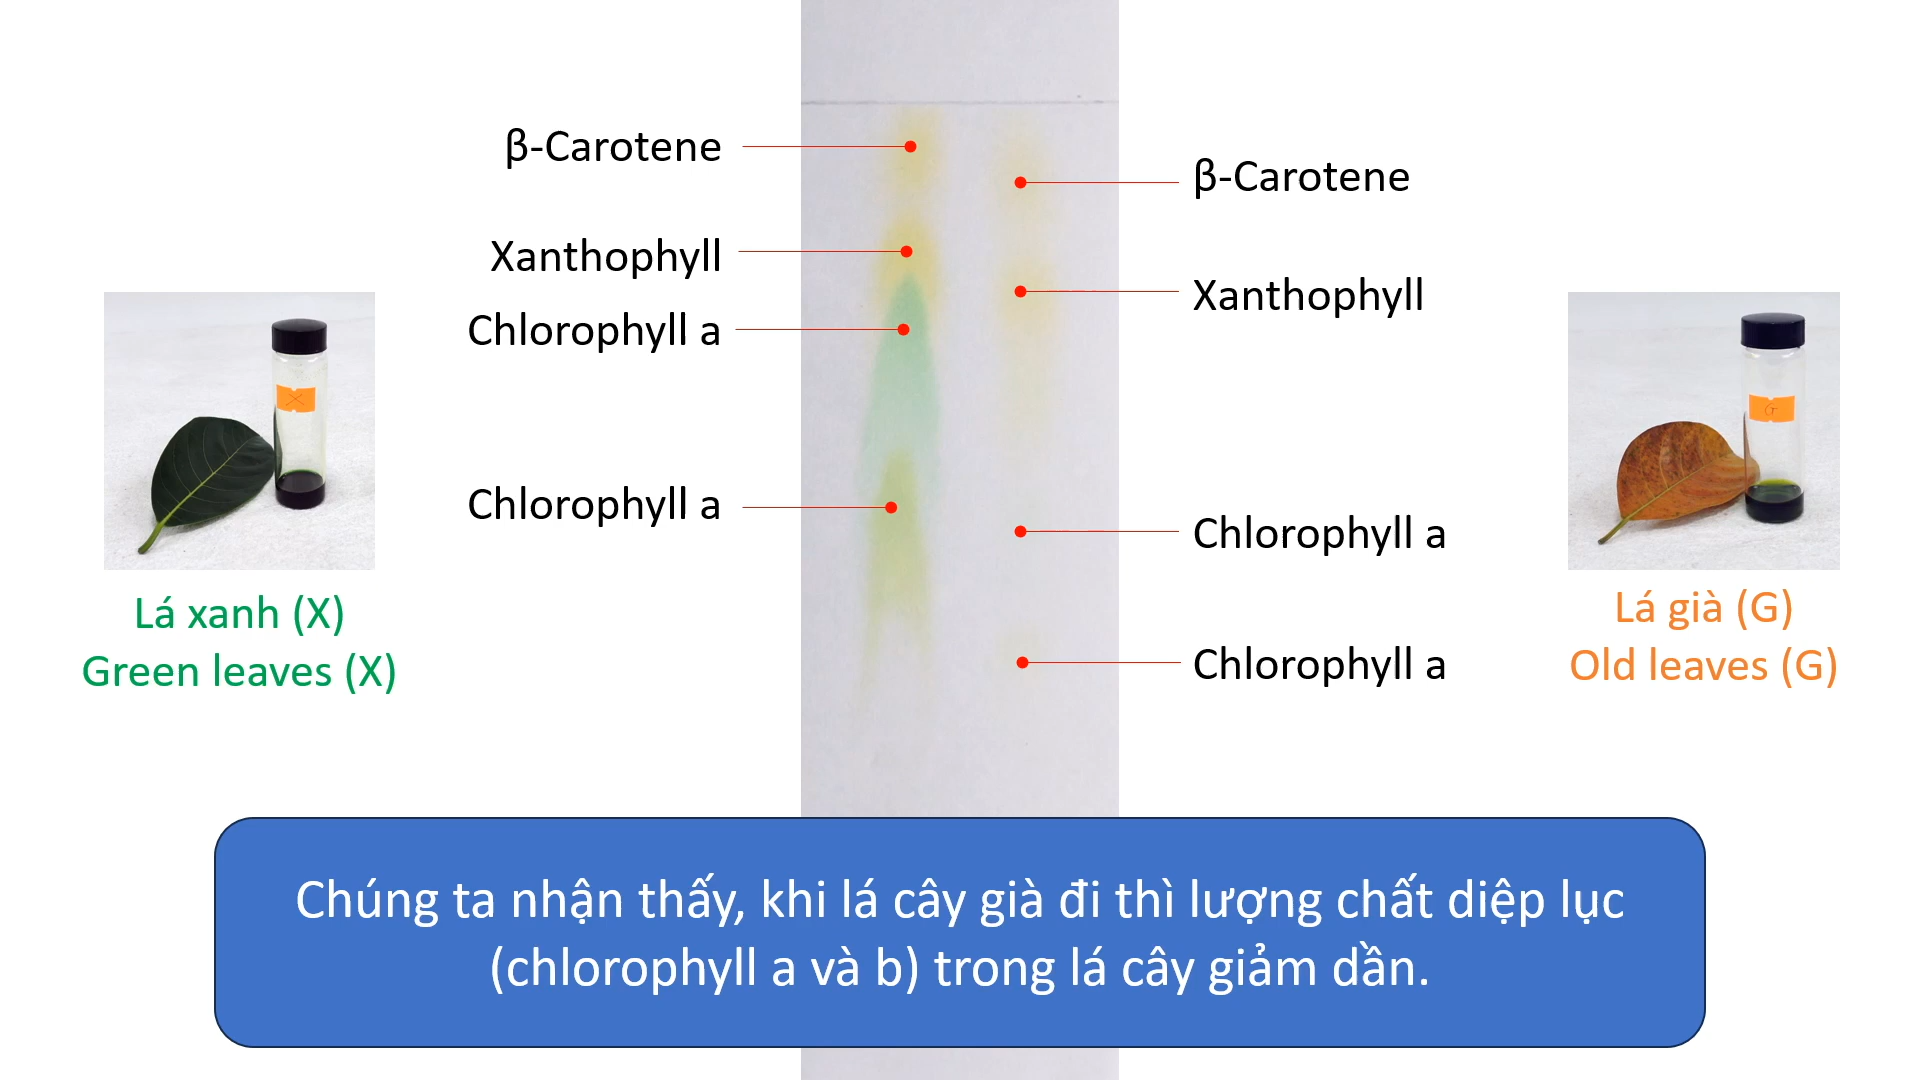 β-Carotene
Xanthophyll
Chlorophyll a
Chlorophyll a
β-Carotene
Xanthophyll
Chlorophyll a
Chlorophyll a
X
Lá xanh (X)
Green leaves (X)
G
Lá già (G)
Old leaves (G)
Chúng ta nhận thấy, khi lá cây già đi thì lượng chất diệp lục
(chlorophyll a và b) trong lá cây giảm dần.